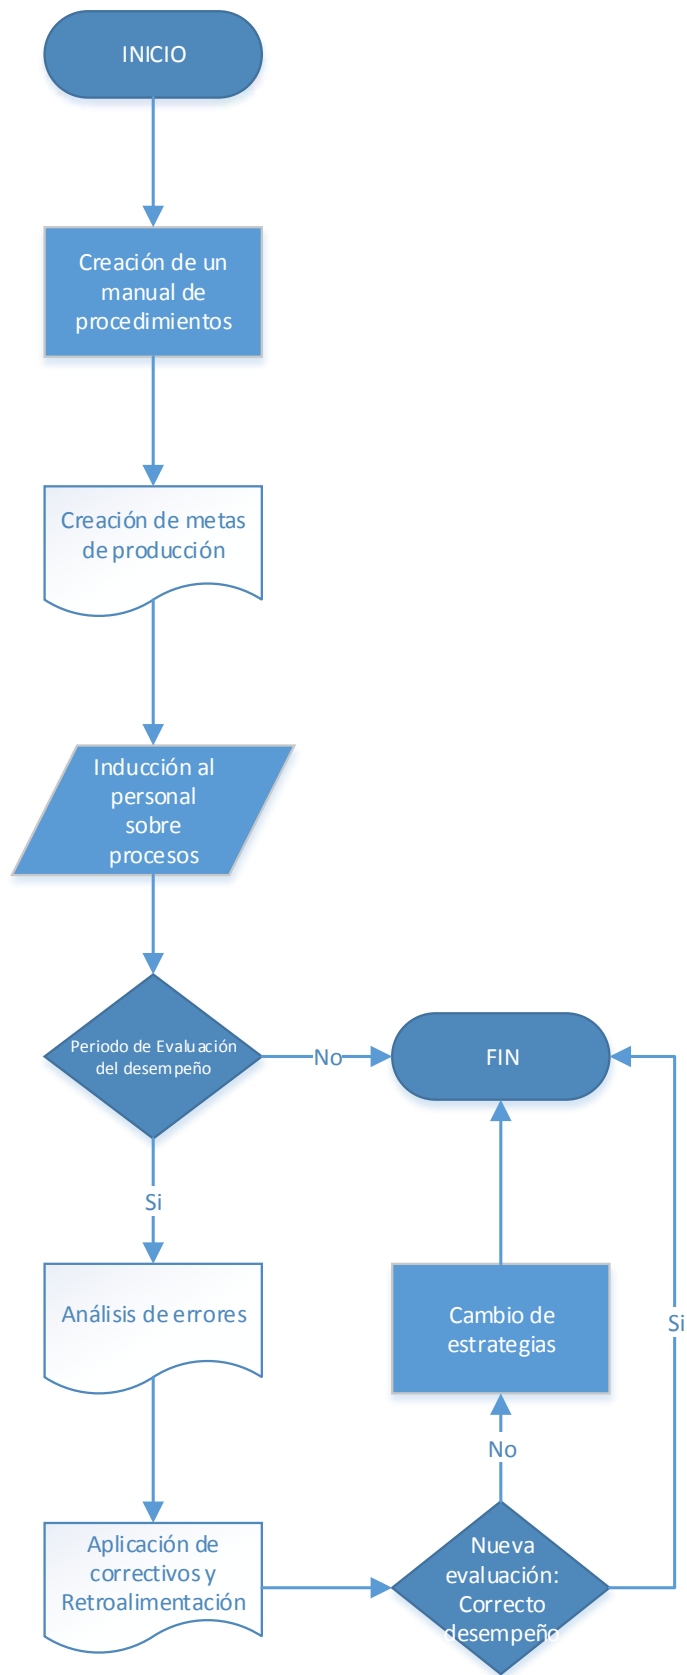 INICIO
Creación de un
manual de
procedimientos
Creación de metas
de producción
Inducción al
personal
sobre
procesos
Periodo de Evaluación
del desempeño
No
FIN
Si
Análisis de errores
Cambio de
estrategias
Si
No
Aplicación de
correctivos y
Retroalimentación
Nueva
evaluación:
Correcto
desempeño